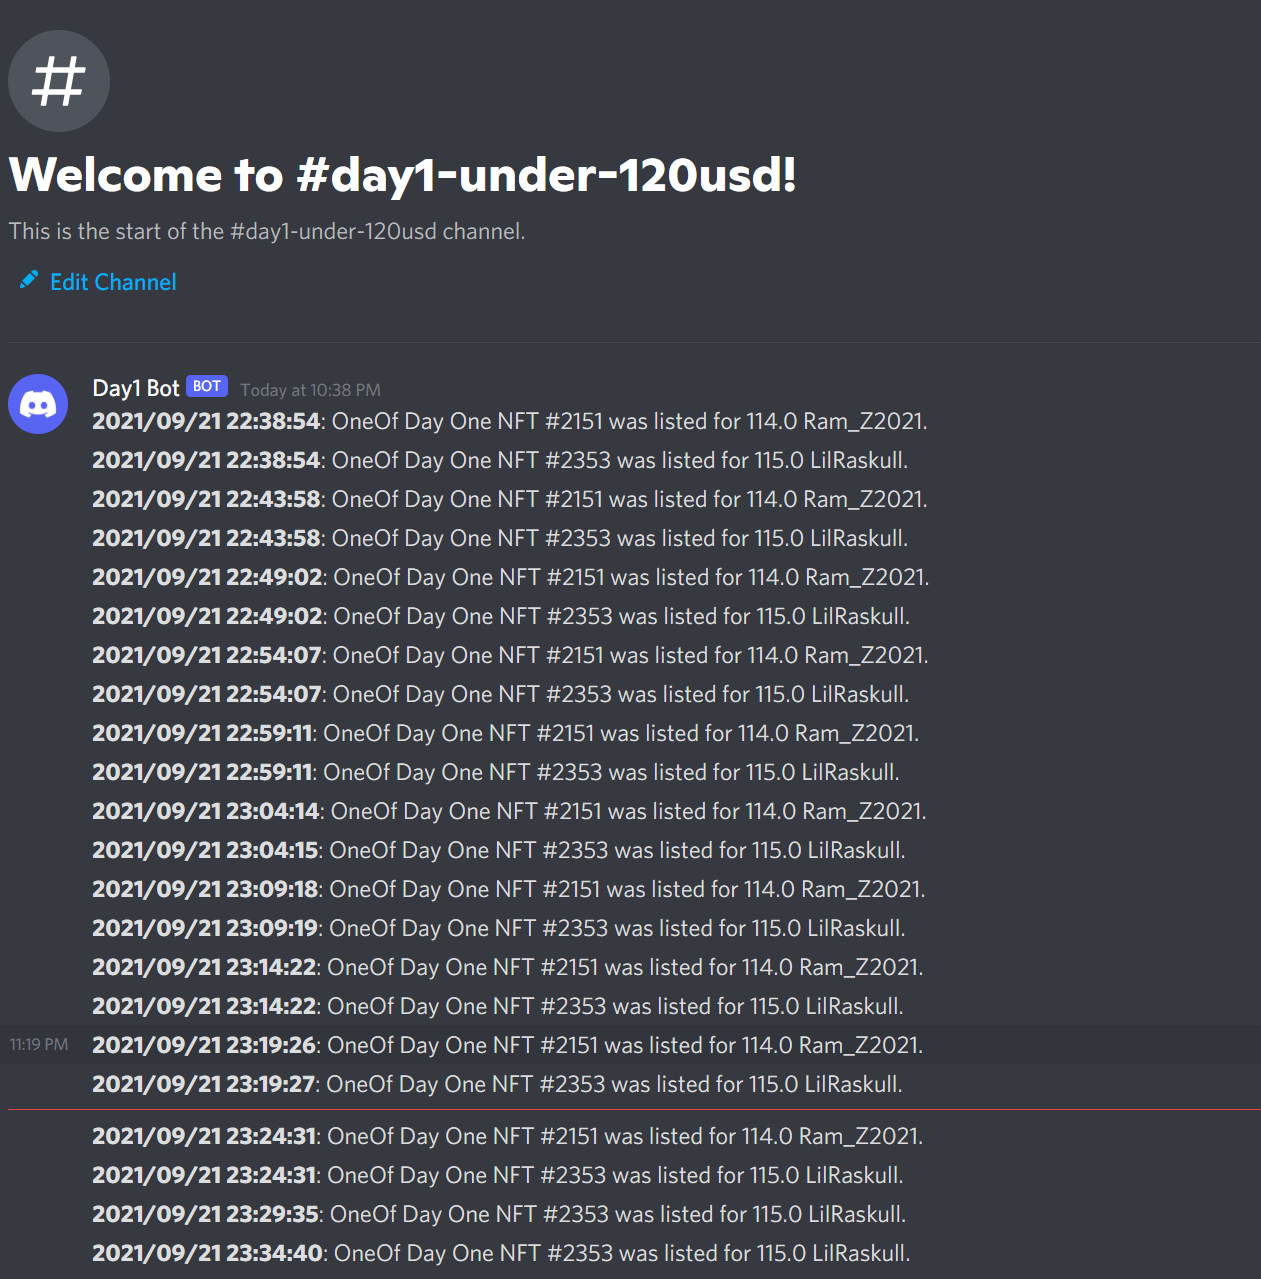 #
Welcome to #day1-under-120usd!
This is the start of the #day1-under-120usd channel.
Edit Channel
Day1 Bot BOT Today at 10:38 PM
2021/09/21 22:38:54: OneOf Day One NFT #2151 was listed for 114.0 Ram_Z2021.
2021/09/21 22:38:54: OneOf Day One NFT #2353 was listed for 115.0 LilRaskull.
2021/09/21 22:43:58: OneOf Day One NFT #2151 was listed for 114.0 Ram_Z2021.
2021/09/21 22:43:58: OneOf Day One NFT #2353 was listed for 115.0 LilRaskull.
2021/09/21 22:49:02: OneOf Day One NFT #2151 was listed for 114.0 Ram_Z2021.
2021/09/21 22:49:02: OneOf Day One NFT #2353 was listed for 115.0 LilRaskull.
2021/09/21 22:54:07: OneOf Day One NFT #2151 was listed for 114.0 Ram_Z2021.
2021/09/21 22:54:07: OneOf Day One NFT #2353 was listed for 115.0 LilRaskull.
2021/09/21 22:59:11: OneOf Day One NFT #2151 was listed for 114.0 Ram_Z2021.
2021/09/21 22:59:11: OneOf Day One NFT #2353 was listed for 115.0 LilRaskull.
2021/09/21 23:04:14: OneOf Day One NFT #2151 was listed for 114.0 Ram_Z2021.
2021/09/21 23:04:15: OneOf Day One NFT #2353 was listed for 115.0 LilRaskull.
2021/09/21 23:09:18: OneOf Day One NFT #2151 was listed for 114.0 Ram_Z2021.
2021/09/21 23:09:19: OneOf Day One NFT #2353 was listed for 115.0 LilRaskull.
2021/09/21 23:14:22: OneOf Day One NFT #2151 was listed for 114.0 Ram_Z2021.
2021/09/21 23:14:22: OneOf Day One NFT #2353 was listed for 115.0 LilRaskull.
11:19 PM 2021/09/21 23:19:26: OneOf Day One NFT #2151 was listed for 114.0 Ram_Z2021.
2021/09/21 23:19:27: OneOf Day One NFT #2353 was listed for 115.0 LilRaskull.
2021/09/21 23:24:31: OneOf Day One NFT #2151 was listed for 114.0 Ram_Z2021.
2021/09/21 23:24:31: OneOf Day One NFT #2353 was listed for 115.0 LilRaskull.
2021/09/21 23:29:35: OneOf Day One NFT #2353 was listed for 115.0 LilRaskull.
2021/09/21 23:34:40: OneOf Day One NFT #2353 was listed for 115.0 LilRaskull.